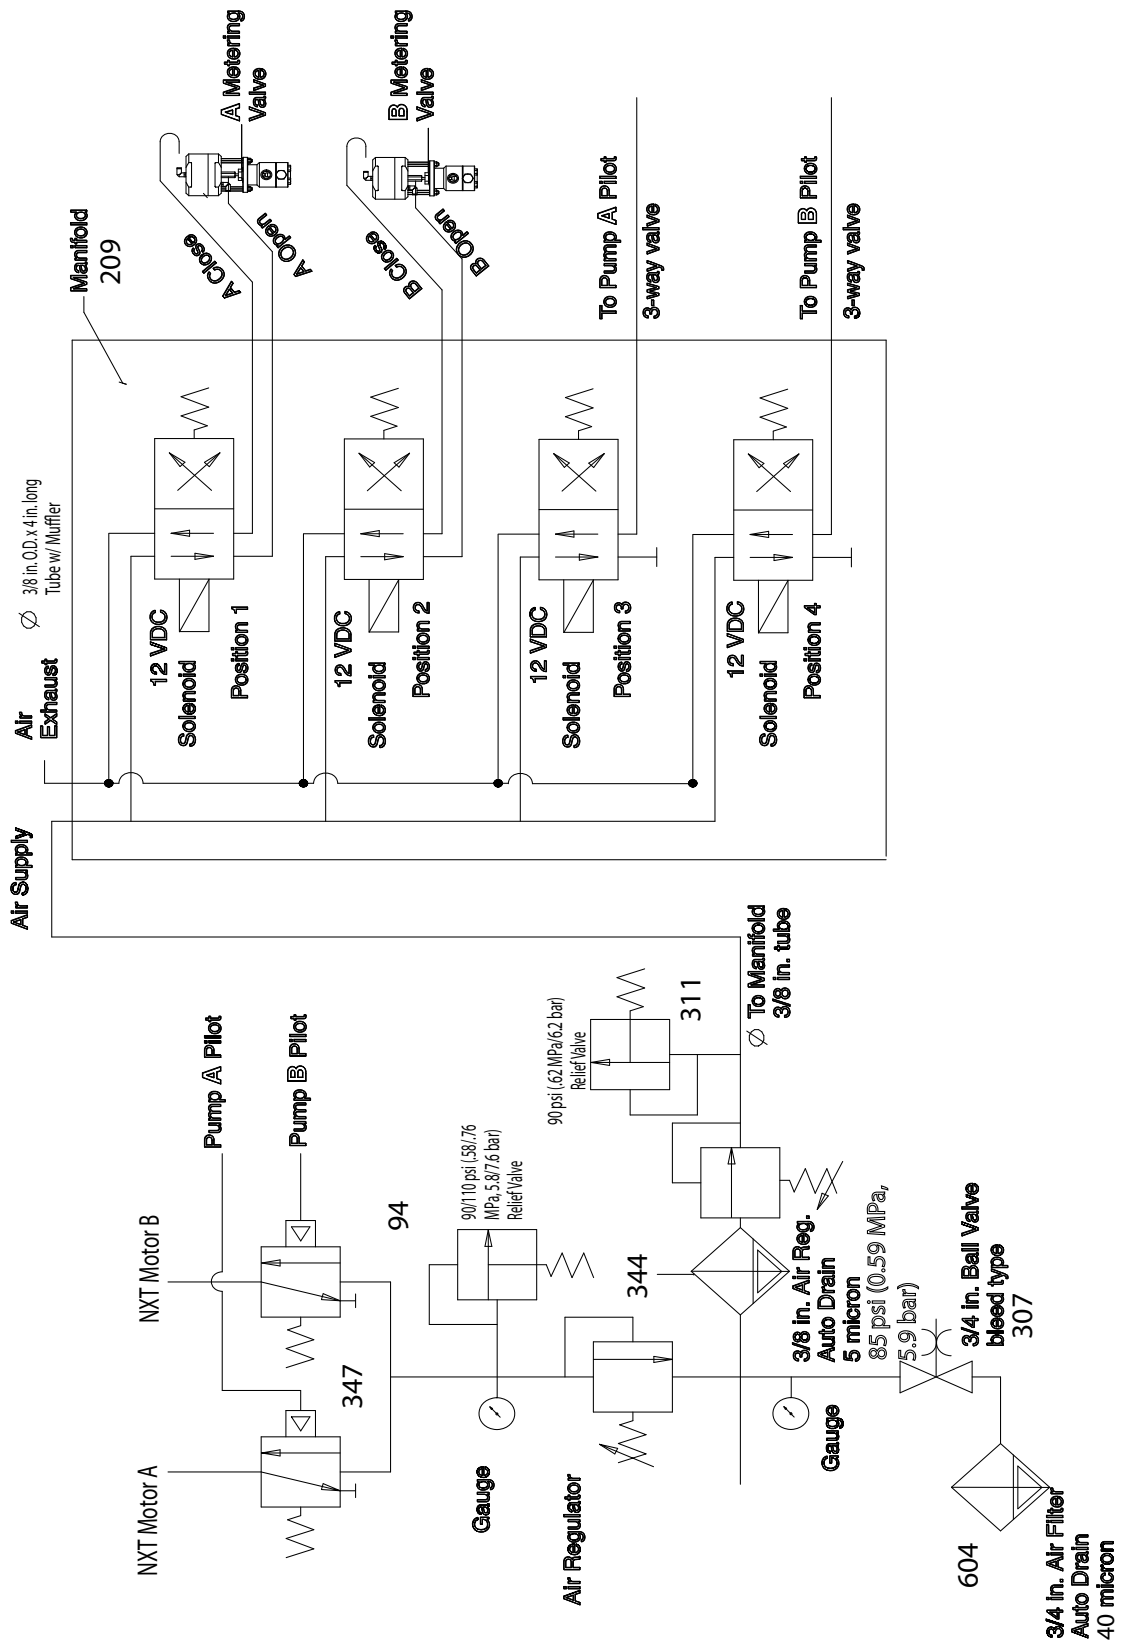 3/8 in. O.D. x 4 in. long
Tube w/ Muffler
Air
Exhaust
Air Supply
Manifold
209
A Metering
Valve
A Close
A Open
B Metering
Valve
B Close
B Open
To Pump A Pilot
3-way valve
To Pump B Pilot
3-way valve
12 VDC
Solenoid
Position 1
12 VDC
Solenoid
Position 2
12 VDC
Solenoid
Position 3
12 VDC
Solenoid
Position 4
Pump A Pilot
Pump B Pilot
NXT Motor B
NXT Motor A
94
347
90/110 psi (.58/.76
MPa, 5.8/7.6 bar)
Relief Valve
90 psi (.62 MPa/6.2 bar)
Relief Valve
311
Ø To Manifold
3/8 in. tube
344
3/8 in. Air Reg.
Auto Drain
5 micron
85 psi (0.59 MPa,
5.9 bar)
3/4 in. Ball Valve
bleed type
307
Gauge
Air Regulator
Gauge
604
3/4 in. Air Filter
Auto Drain
40 micron